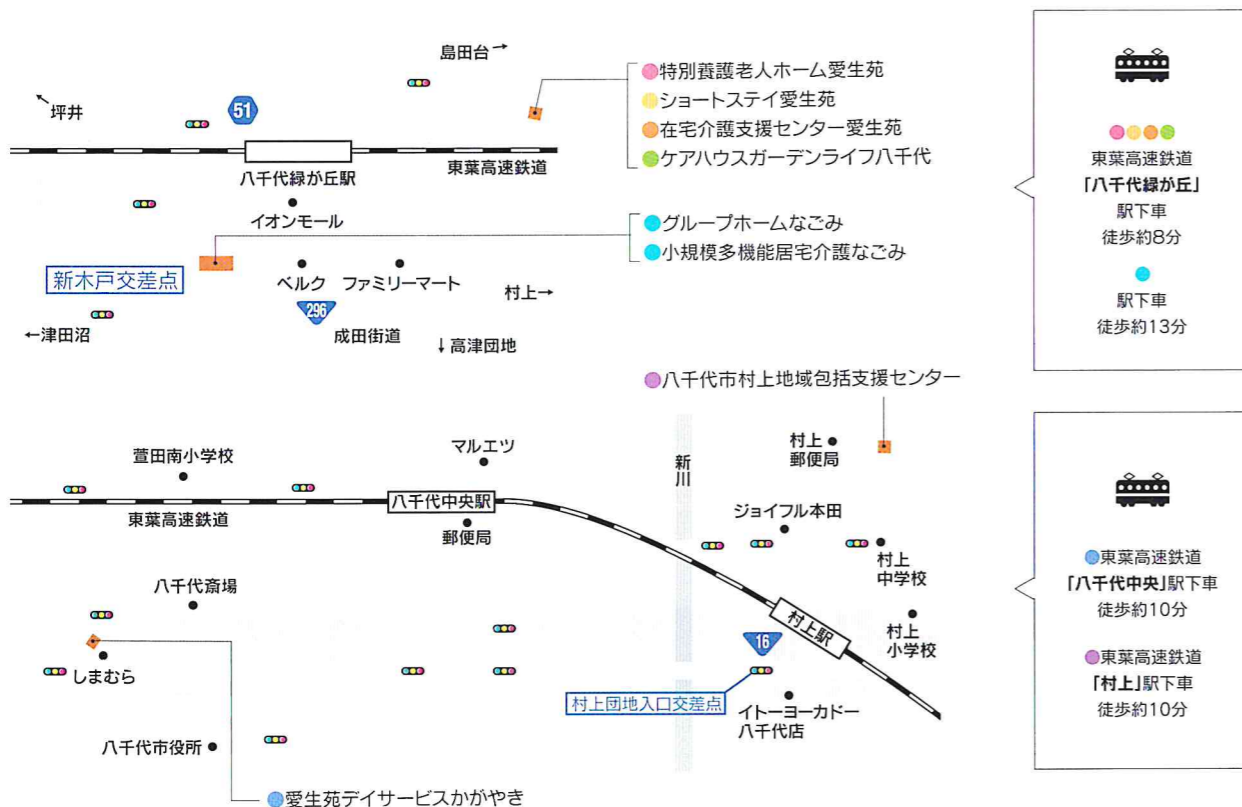 島田台→
坪井
51
八千代緑が丘駅
東葉高速鉄道
イオンモール
新木戸交差点
ベルク
ファミリーマート
村上→
296
成田街道
←津田沼
↓高津団地
特別養護老人ホーム愛生苑
ショートステイ愛生苑
在宅介護支援センター愛生苑
ケアハウスガーデンライフ八千代
グループホームなごみ
小規模多機能居宅介護なごみ
東葉高速鉄道
「八千代緑が丘」
駅下車
徒歩約8分
駅下車
徒歩約13分
八千代市村上地域包括支援センター
萱田南小学校
マルエツ
八千代中央駅
東葉高速鉄道
郵便局
新川
村上
郵便局
ジョイフル本田
村上
中学校
八千代斎場
村上駅
村上
小学校
16
しまむら
村上団地入口交差点
イトーヨーカドー
八千代店
八千代市役所
愛生苑デイサービスかがやき
東葉高速鉄道
「八千代中央」駅下車
徒歩約10分
東葉高速鉄道
「村上」駅下車
徒歩約10分